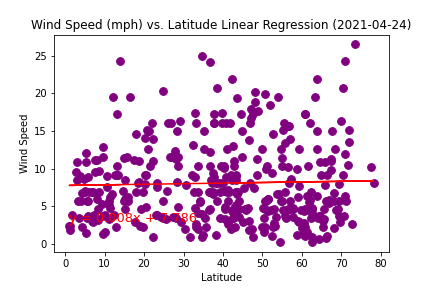 Wind Speed (mph) vs. Latitude Linear Regression (2021-04-24)
Wind Speed
25
20
15
10
5
0
y = +
0 10 20 30 40 50 60 70 80
Latitude